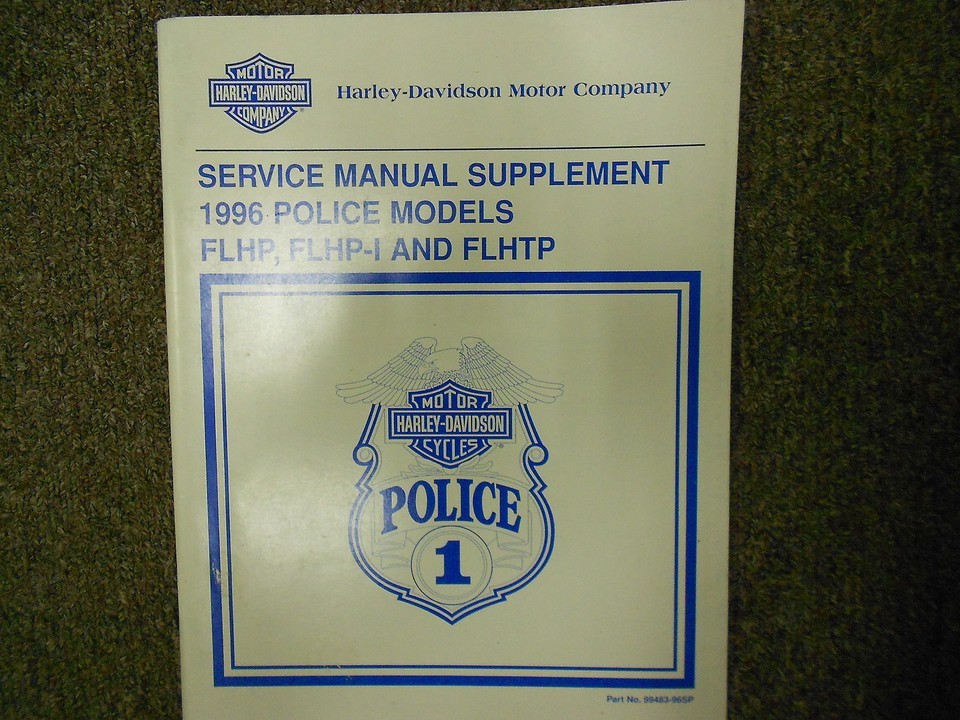 MOTOR
HARLEY-DAVIDSON
COMPANY
Harley-Davidson Motor Company
SERVICE MANUAL SUPPLEMENT
1996 POLICE MODELS
FLHP, FLHP-I AND FLHTP
MOTOR
HARLEY-DAVIDSON
CYCLES
POLICE
1
Part No. 99483-96SP